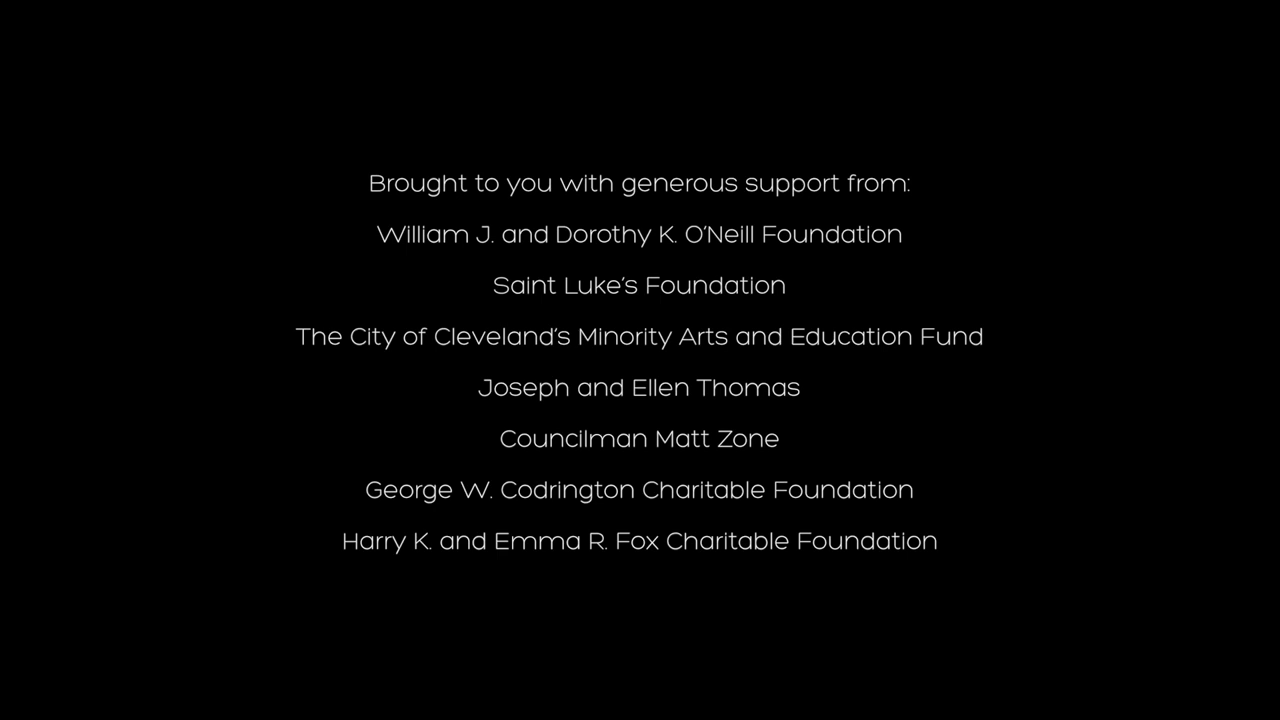 Brought to you with generous support from:
William J. and Dorothy K. O'Neill Foundation
Saint Luke's Foundation
The City of Cleveland's Minority Arts and Education Fund
Joseph and Ellen Thomas
Councilman Matt Zone
George W. Codrington Charitable Foundation
Harry K. and Emma R. Fox Charitable Foundation